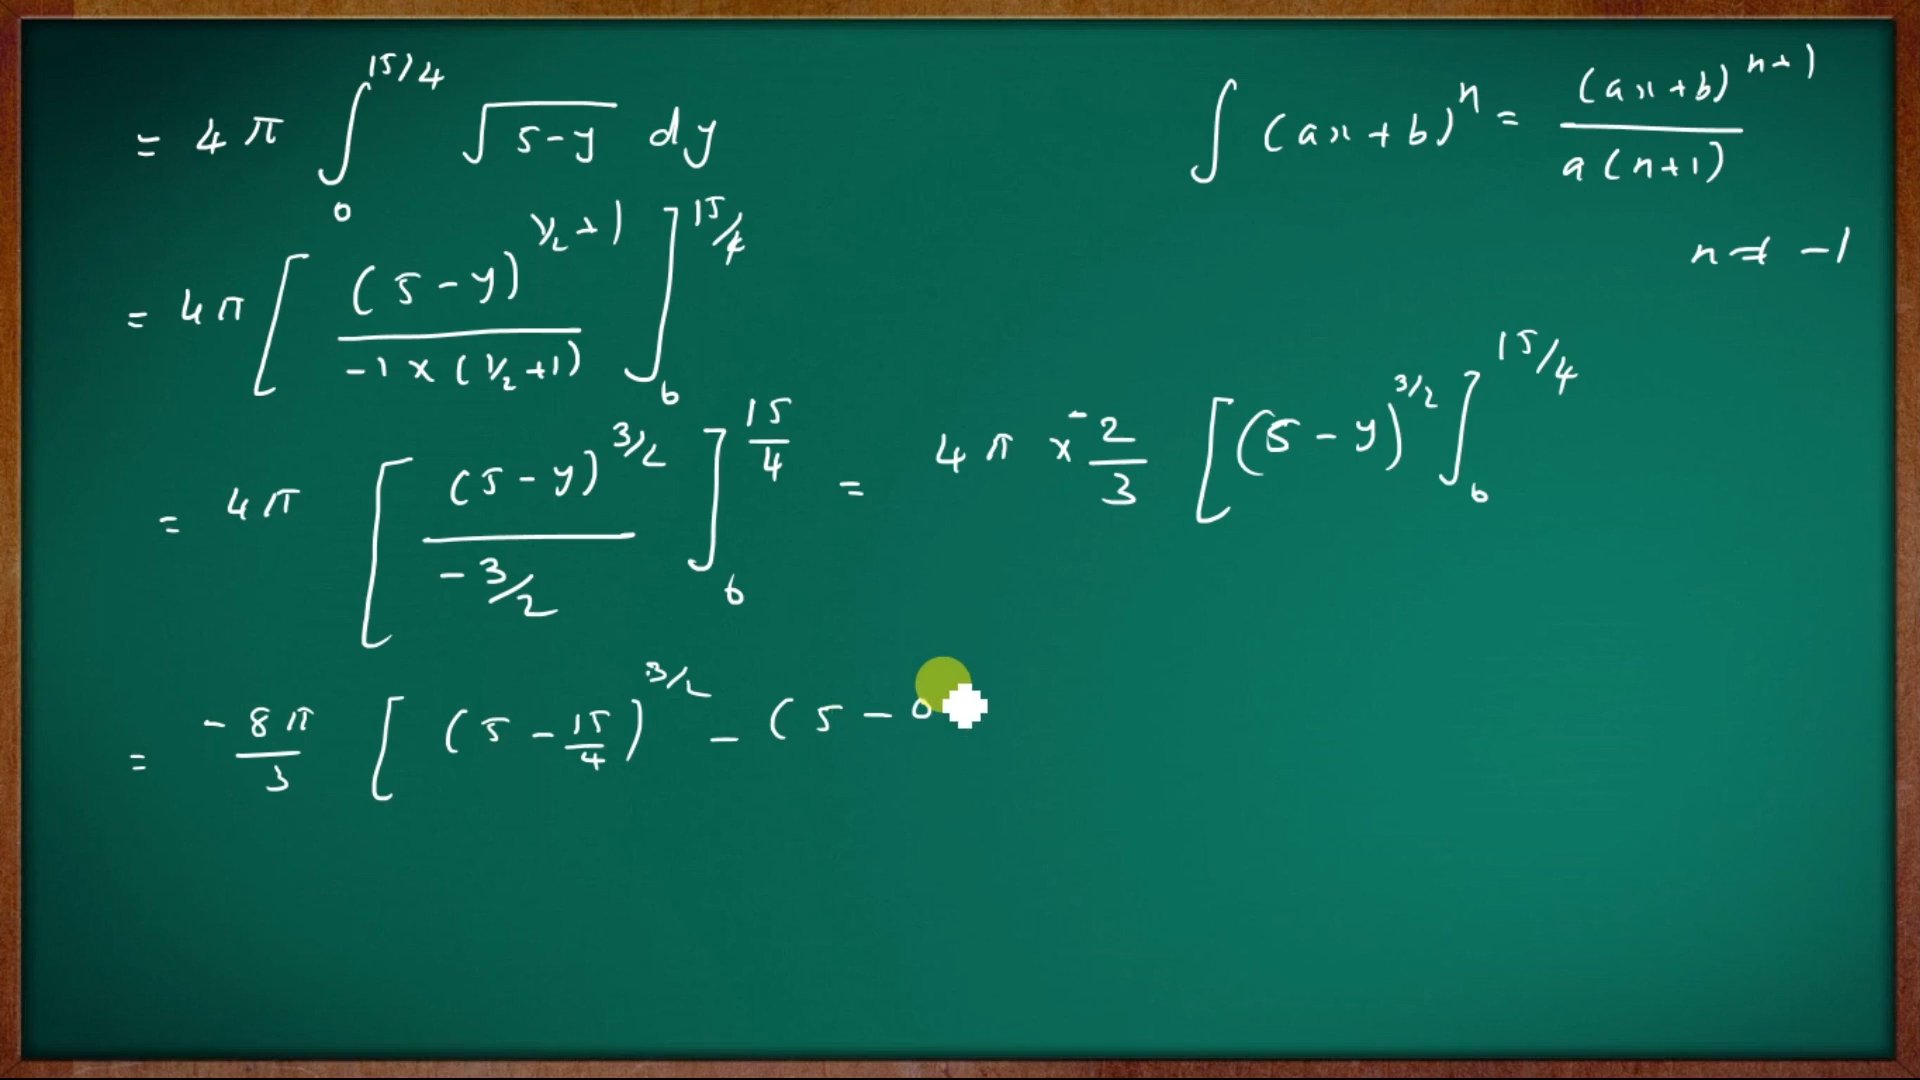 = 4π ∫₀^{15/4} √(5-y) dy
∫ (ax+b)^n = (ax+b)^{n+1} / a(n+1)
n ≠ -1
= 4π [ (5-y)^{1/2+1} / -1×(1/2+1) ]₀^{15/4}
= 4π [ (5-y)^{3/2} / -3/2 ]₀^{15/4} = 4π × -2/3 [ (5-y)^{3/2} ]₀^{15/4}
= -8π/3 [ (5-15/4)^{3/2} - (5-0